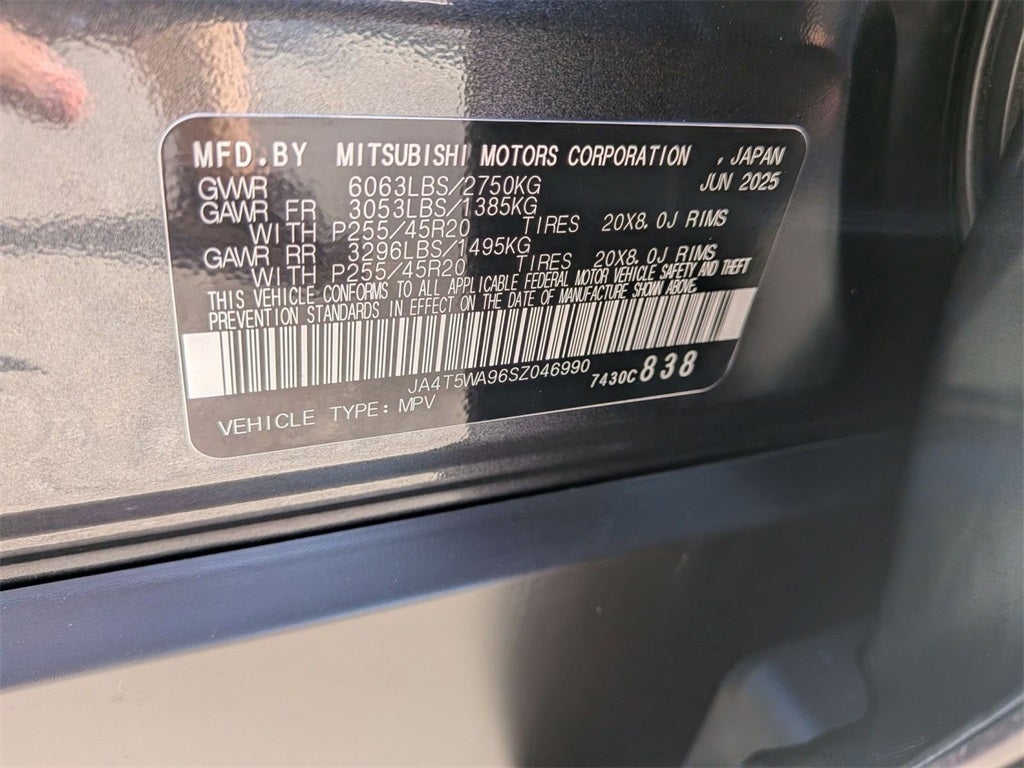 MFD.BY MITSUBISHI MOTORS CORPORATION , JAPAN
JUN 2025
GVWR 6063LBS/2750KG
GAWR FR 3053LBS/1385KG
WITH P255/45R20 TIRES 20X8.0J RIMS
GAWR RR 3296LBS/1495KG
WITH P255/45R20 TIRES 20X8.0J RIMS
THIS VEHICLE CONFORMS TO ALL APPLICABLE FEDERAL MOTOR VEHICLE SAFETY AND THEFT
PREVENTION STANDARDS IN EFFECT ON THE DATE OF MANUFACTURE SHOWN ABOVE.
JA4T5WA96SZ046990 7430C 838
VEHICLE TYPE: MPV